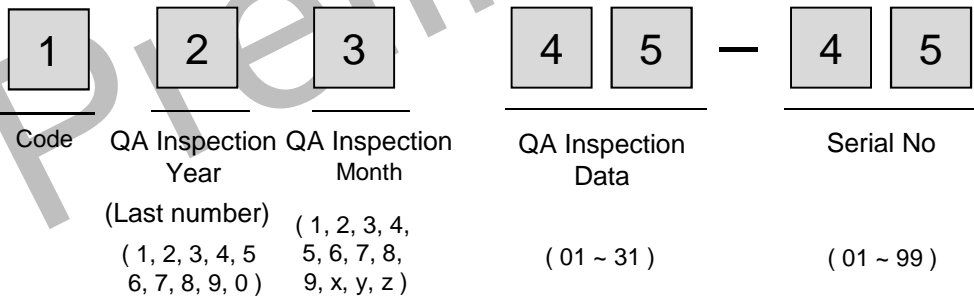 1 2 3 4 5 — 4 5
Code QA Inspection Year QA Inspection Month QA Inspection Data Serial No
(Last number)
( 1, 2, 3, 4, 5 6, 7, 8, 9, 0 ) ( 1, 2, 3, 4, 5, 6, 7, 8, 9, x, y, z ) ( 01 ~ 31 ) ( 01 ~ 99 )